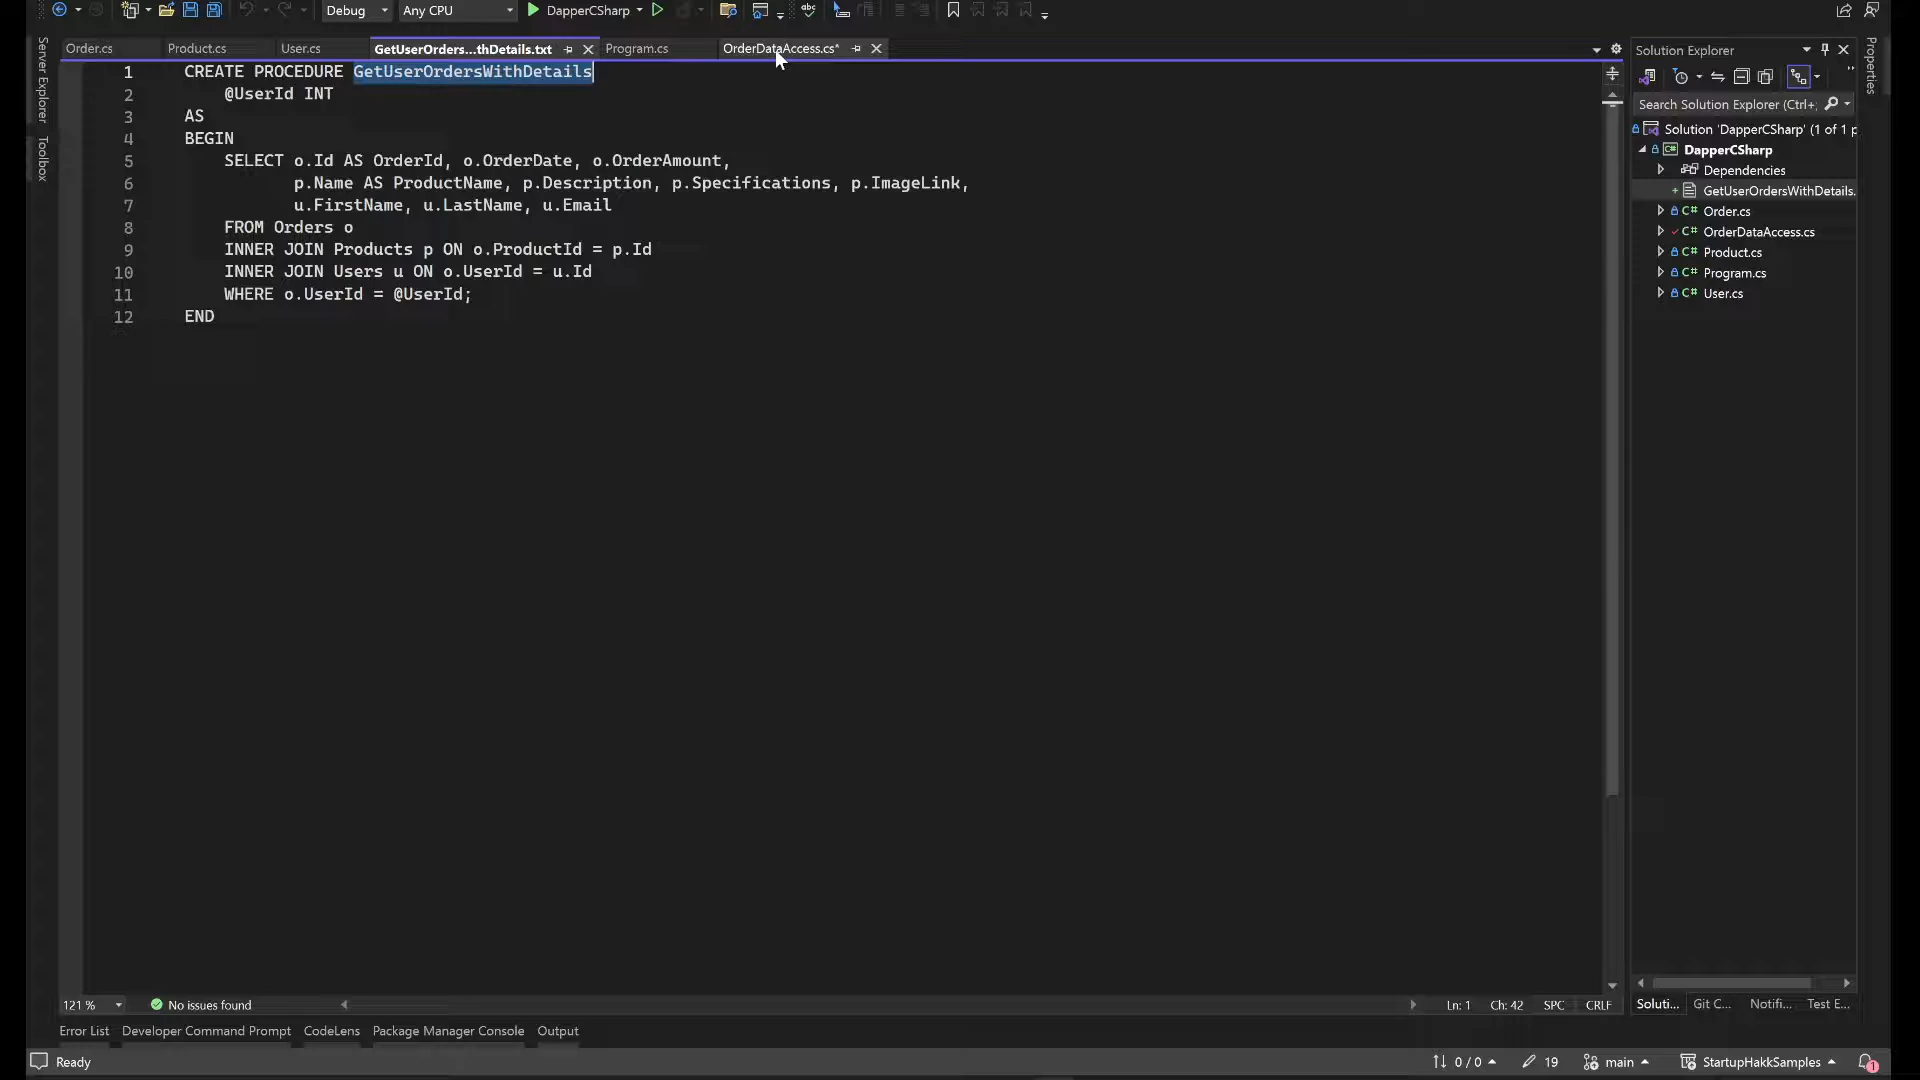 Debug
Any CPU
DapperCSharp
Order.cs
Product.cs
User.cs
GetUserOrders...thDetails.txt
Program.cs
OrderDataAccess.cs*
Server Explorer
Toolbox
1 CREATE PROCEDURE GetUserOrdersWithDetails
2 @UserId INT
3 AS
4 BEGIN
5 SELECT o.Id AS OrderId, o.OrderDate, o.OrderAmount,
6 p.Name AS ProductName, p.Description, p.Specifications, p.ImageLink,
7 u.FirstName, u.LastName, u.Email
8 FROM Orders o
9 INNER JOIN Products p ON o.ProductId = p.Id
10 INNER JOIN Users u ON o.UserId = u.Id
11 WHERE o.UserId = @UserId;
12 END
Solution Explorer
Search Solution Explorer (Ctrl+;
Solution 'DapperCSharp' (1 of 1 p
C# DapperCSharp
Dependencies
GetUserOrdersWithDetails.
C# Order.cs
C# OrderDataAccess.cs
C# Product.cs
C# Program.cs
C# User.cs
Properties
121 %
No issues found
Ln: 1
Ch: 42
SPC
CRLF
Soluti...
Git C...
Notifi...
Test E...
Error List
Developer Command Prompt
CodeLens
Package Manager Console
Output
Ready
0 / 0
19
main
StartupHakkSamples
1